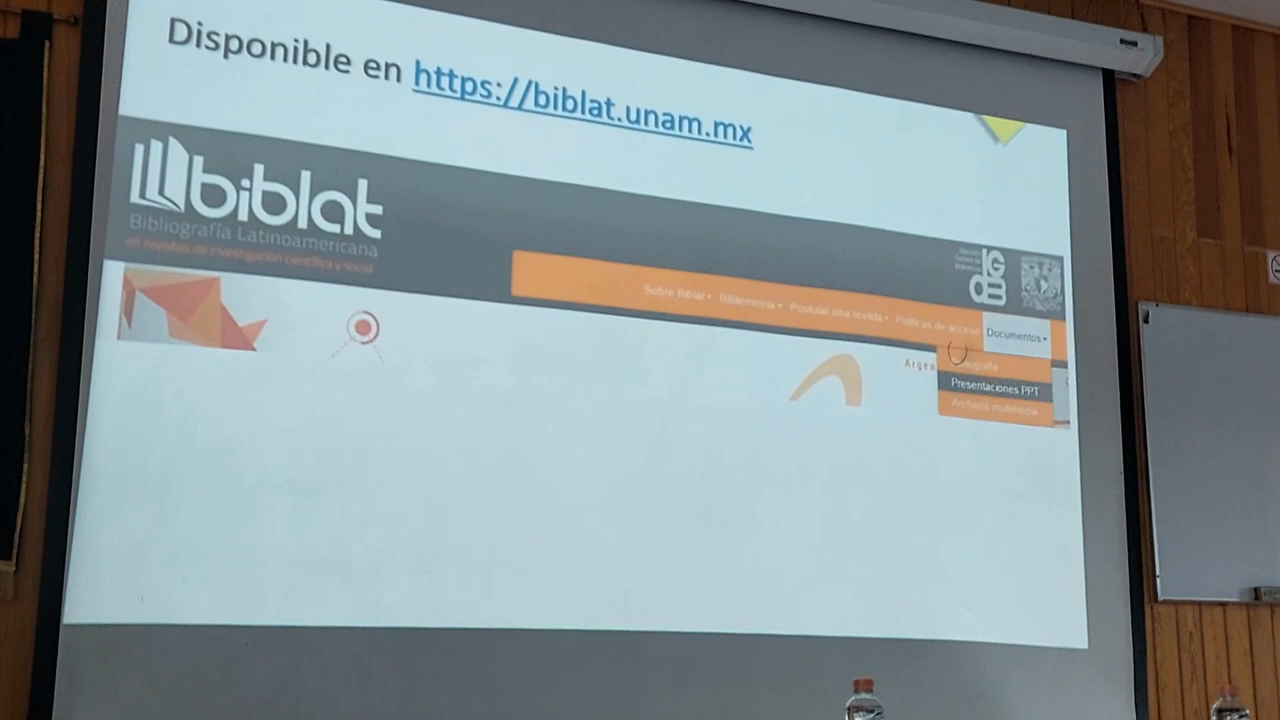 Disponible en https://biblat.unam.mx
biblat
Bibliografía Latinoamericana
en revistas de investigación científica y social
Sobre Biblat
Bibliometría
Postular una revista
Políticas de acceso
Documentos
Presentaciones PPT
Archivos multimedia
Argen